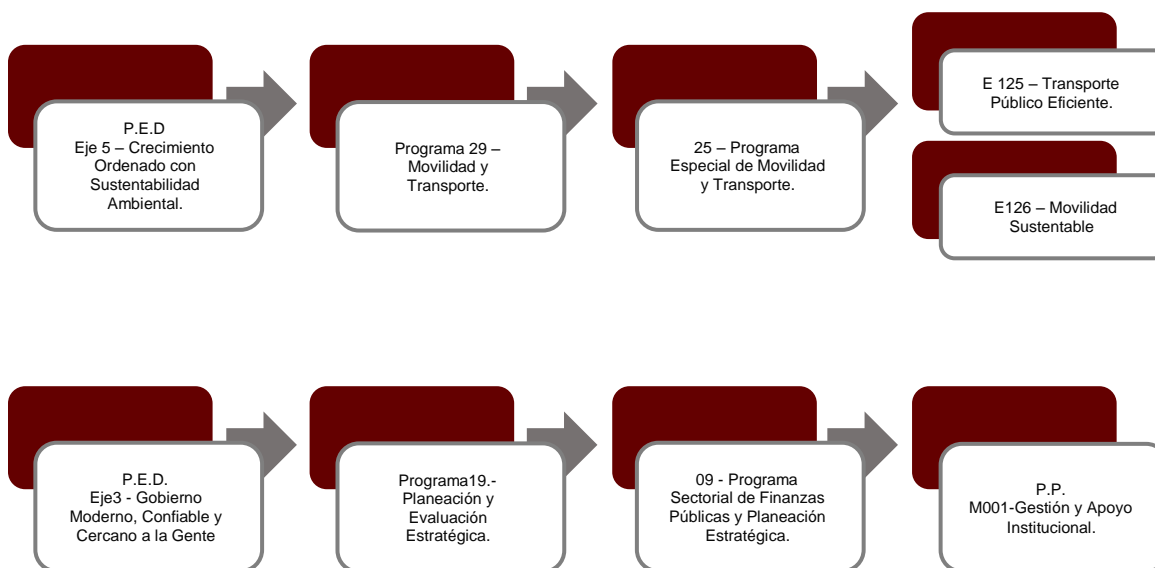 P.E.D
Eje 5 – Crecimiento
Ordenado con
Sustentabilidad
Ambiental.
Programa 29 –
Movilidad y
Transporte.
25 – Programa
Especial de Movilidad
y Transporte.
E 125 – Transporte
Público Eficiente.
E126 – Movilidad
Sustentable
P.E.D.
Eje3 - Gobierno
Moderno, Confiable y
Cercano a la Gente
Programa19.-
Planeación y
Evaluación
Estratégica.
09 - Programa
Sectorial de Finanzas
Públicas y Planeación
Estratégica.
P.P.
M001-Gestión y Apoyo
Institucional.